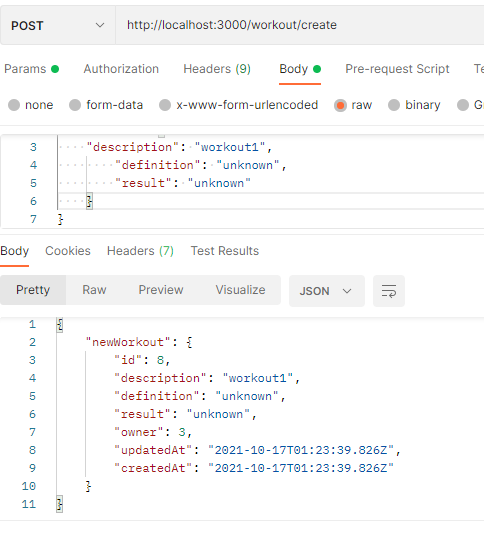 POST http://localhost:3000/workout/create
Params Authorization Headers (9) Body Pre-request Script
none form-data x-www-form-urlencoded raw binary
3 "description": "workout1",
4 "definition": "unknown",
5 "result": "unknown"
6 }
7 }
Body Cookies Headers (7) Test Results
Pretty Raw Preview Visualize JSON
1 {
2 "newWorkout": {
3 "id": 8,
4 "description": "workout1",
5 "definition": "unknown",
6 "result": "unknown",
7 "owner": 3,
8 "updatedAt": "2021-10-17T01:23:39.826Z",
9 "createdAt": "2021-10-17T01:23:39.826Z"
10 }
11 }